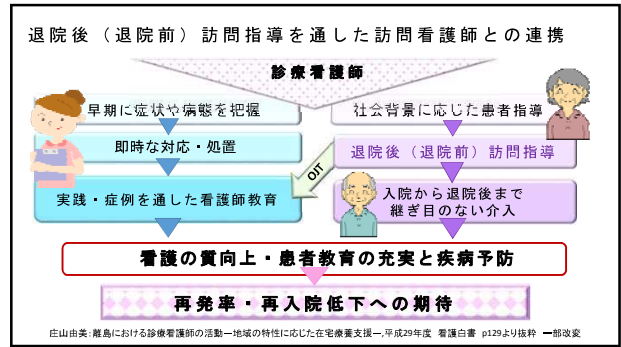 退院後（退院前）訪問指導を通した訪問看護師との連携
診療看護師
早期に症状や病態を把握
即時な対応・処置
実践・症例を通した看護師教育
社会背景に応じた患者指導
退院後（退院前）訪問指導
OJT
入院から退院後まで
継ぎ目のない介入
看護の質向上・患者教育の充実と疾病予防
再発率・再入院低下への期待
庄山由美：離島における診療看護師の活動―地域の特性に応じた在宅療養支援―,平成29年度 看護白書 p129より抜粋 一部改変